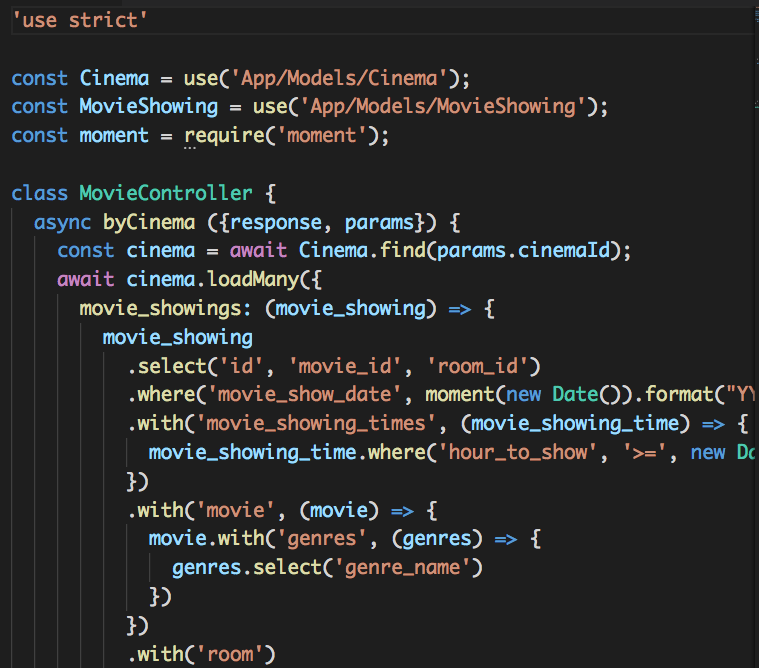 'use strict'
const Cinema = use('App/Models/Cinema');
const MovieShowing = use('App/Models/MovieShowing');
const moment = require('moment');
class MovieController {
  async byCinema ({response, params}) {
    const cinema = await Cinema.find(params.cinemaId);
    await cinema.loadMany({
      movie_showings: (movie_showing) => {
        movie_showing
          .select('id', 'movie_id', 'room_id')
          .where('movie_show_date', moment(new Date()).format("YY
          .with('movie_showing_times', (movie_showing_time) => {
            movie_showing_time.where('hour_to_show', '>=', new Da
          })
          .with('movie', (movie) => {
            movie.with('genres', (genres) => {
              genres.select('genre_name')
            })
          })
          .with('room')